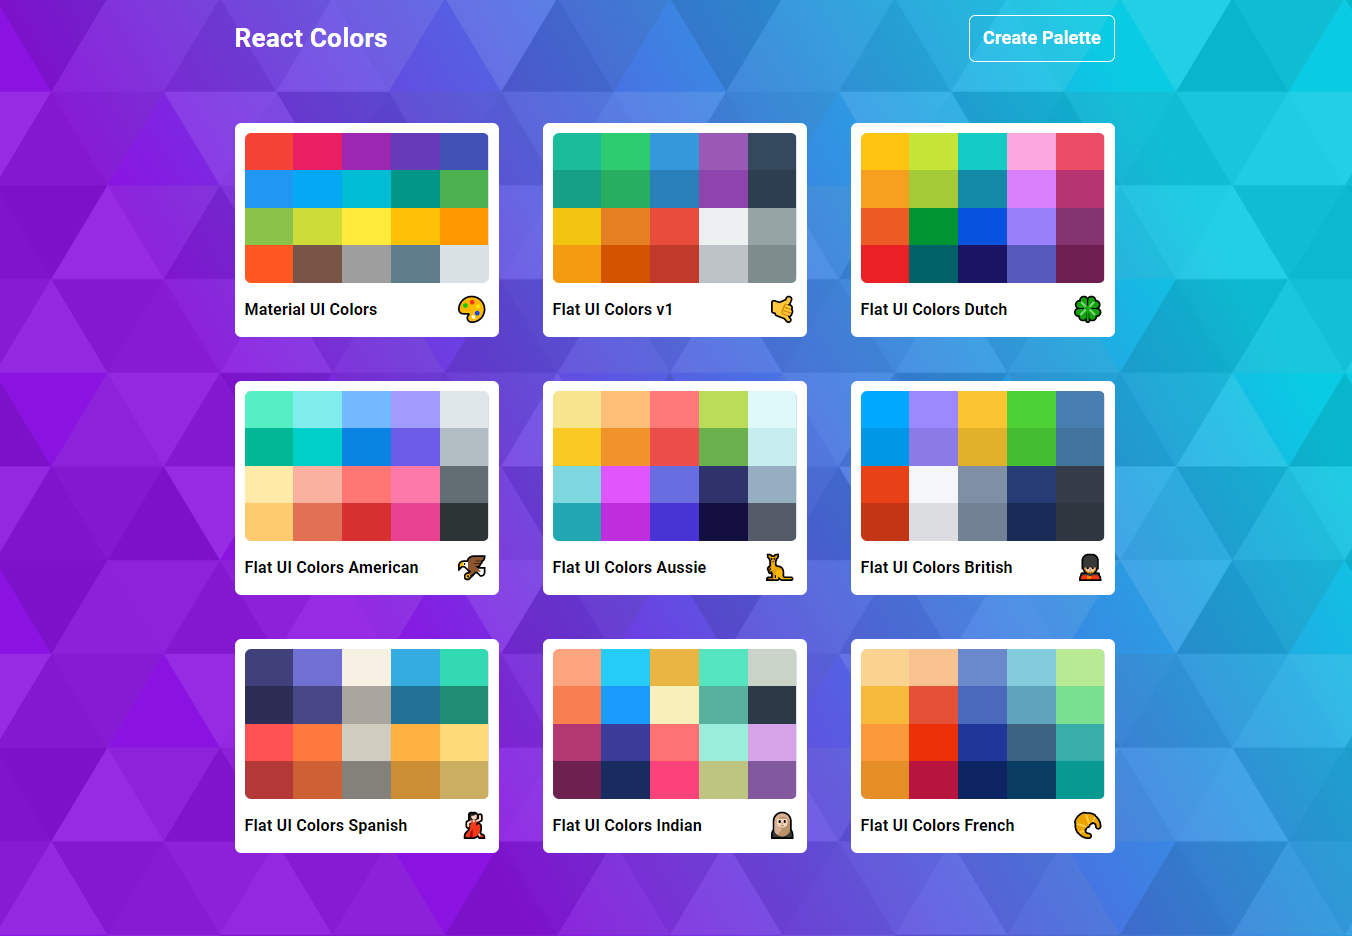 React Colors
Create Palette
Material UI Colors
Flat UI Colors v1
Flat UI Colors Dutch
Flat UI Colors American
Flat UI Colors Aussie
Flat UI Colors British
Flat UI Colors Spanish
Flat UI Colors Indian
Flat UI Colors French